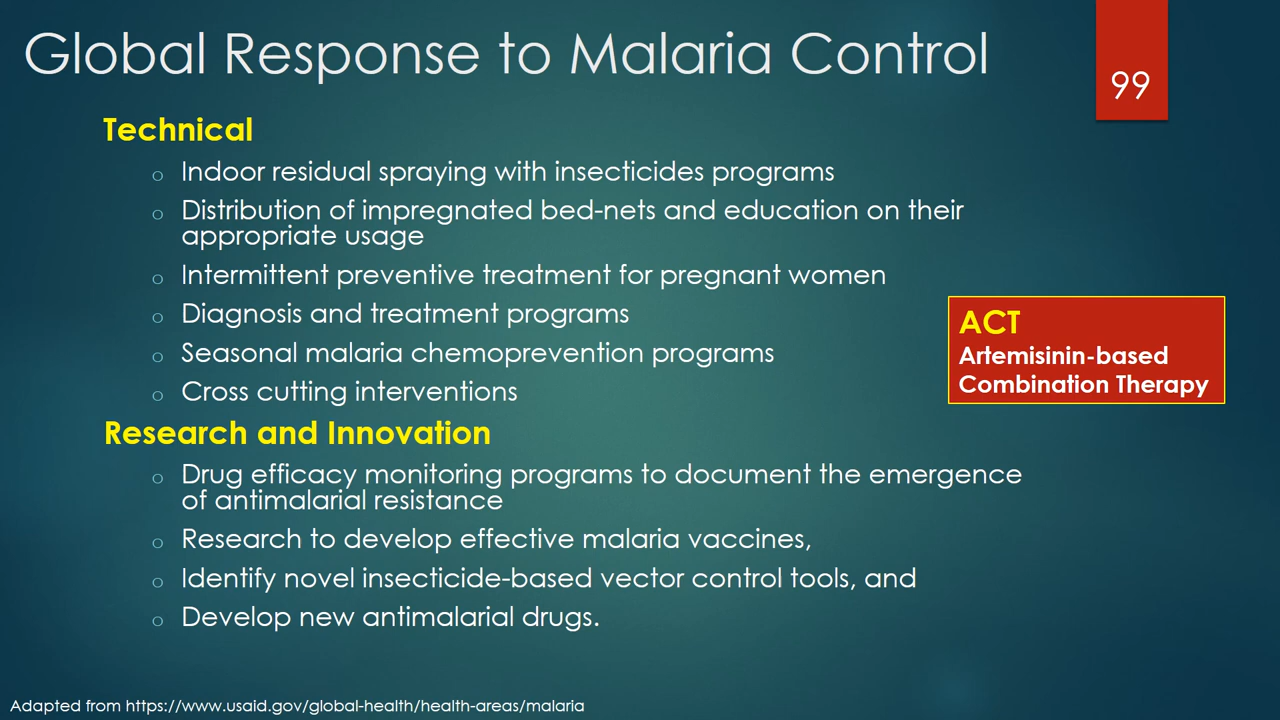 Global Response to Malaria Control
99
Technical
o Indoor residual spraying with insecticides programs
o Distribution of impregnated bed-nets and education on their
appropriate usage
o Intermittent preventive treatment for pregnant women
o Diagnosis and treatment programs
o Seasonal malaria chemoprevention programs
o Cross cutting interventions
ACT
Artemisinin-based
Combination Therapy
Research and Innovation
o Drug efficacy monitoring programs to document the emergence
of antimalarial resistance
o Research to develop effective malaria vaccines,
o Identify novel insecticide-based vector control tools, and
o Develop new antimalarial drugs.
Adapted from https://www.usaid.gov/global-health/health-areas/malaria